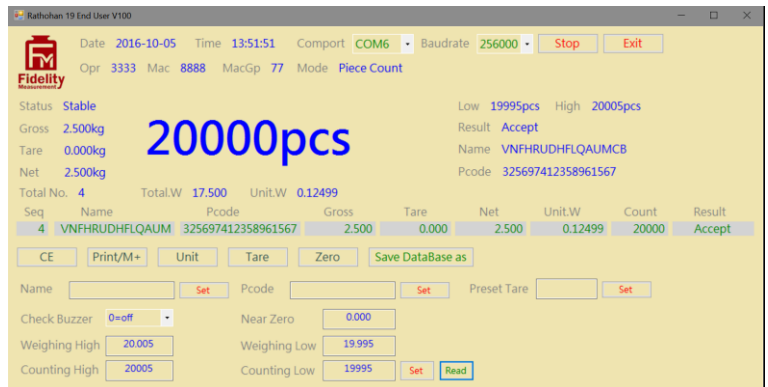 Rathohan 19 End User V100
Date 2016-10-05 Time 13:51:51 Comport COM6 Baudrate 256000 Stop Exit
Opr 3333 Mac 8888 MacGp 77 Mode Piece Count
FM
Fidelity
Measurement
Status Stable
Low 19995pcs High 20005pcs
Gross 2.500kg
20000pcs
Result Accept
Tare 0.000kg
Name VNFHRUDHFLQAUMCB
Net 2.500kg
Pcode 325697412358961567
Total No. 4 Total.W 17.500 Unit.W 0.12499
Seq Name Pcode Gross Tare Net Unit.W Count Result
4 VNFHRUDHFLQAUM 325697412358961567 2.500 0.000 2.500 0.12499 20000 Accept
CE Print/M+ Unit Tare Zero Save DataBase as
Name Set Pcode Set Preset Tare Set
Check Buzzer 0=off Near Zero 0.000
Weighing High 20.005 Weighing Low 19.995
Counting High 20005 Counting Low 19995 Set Read